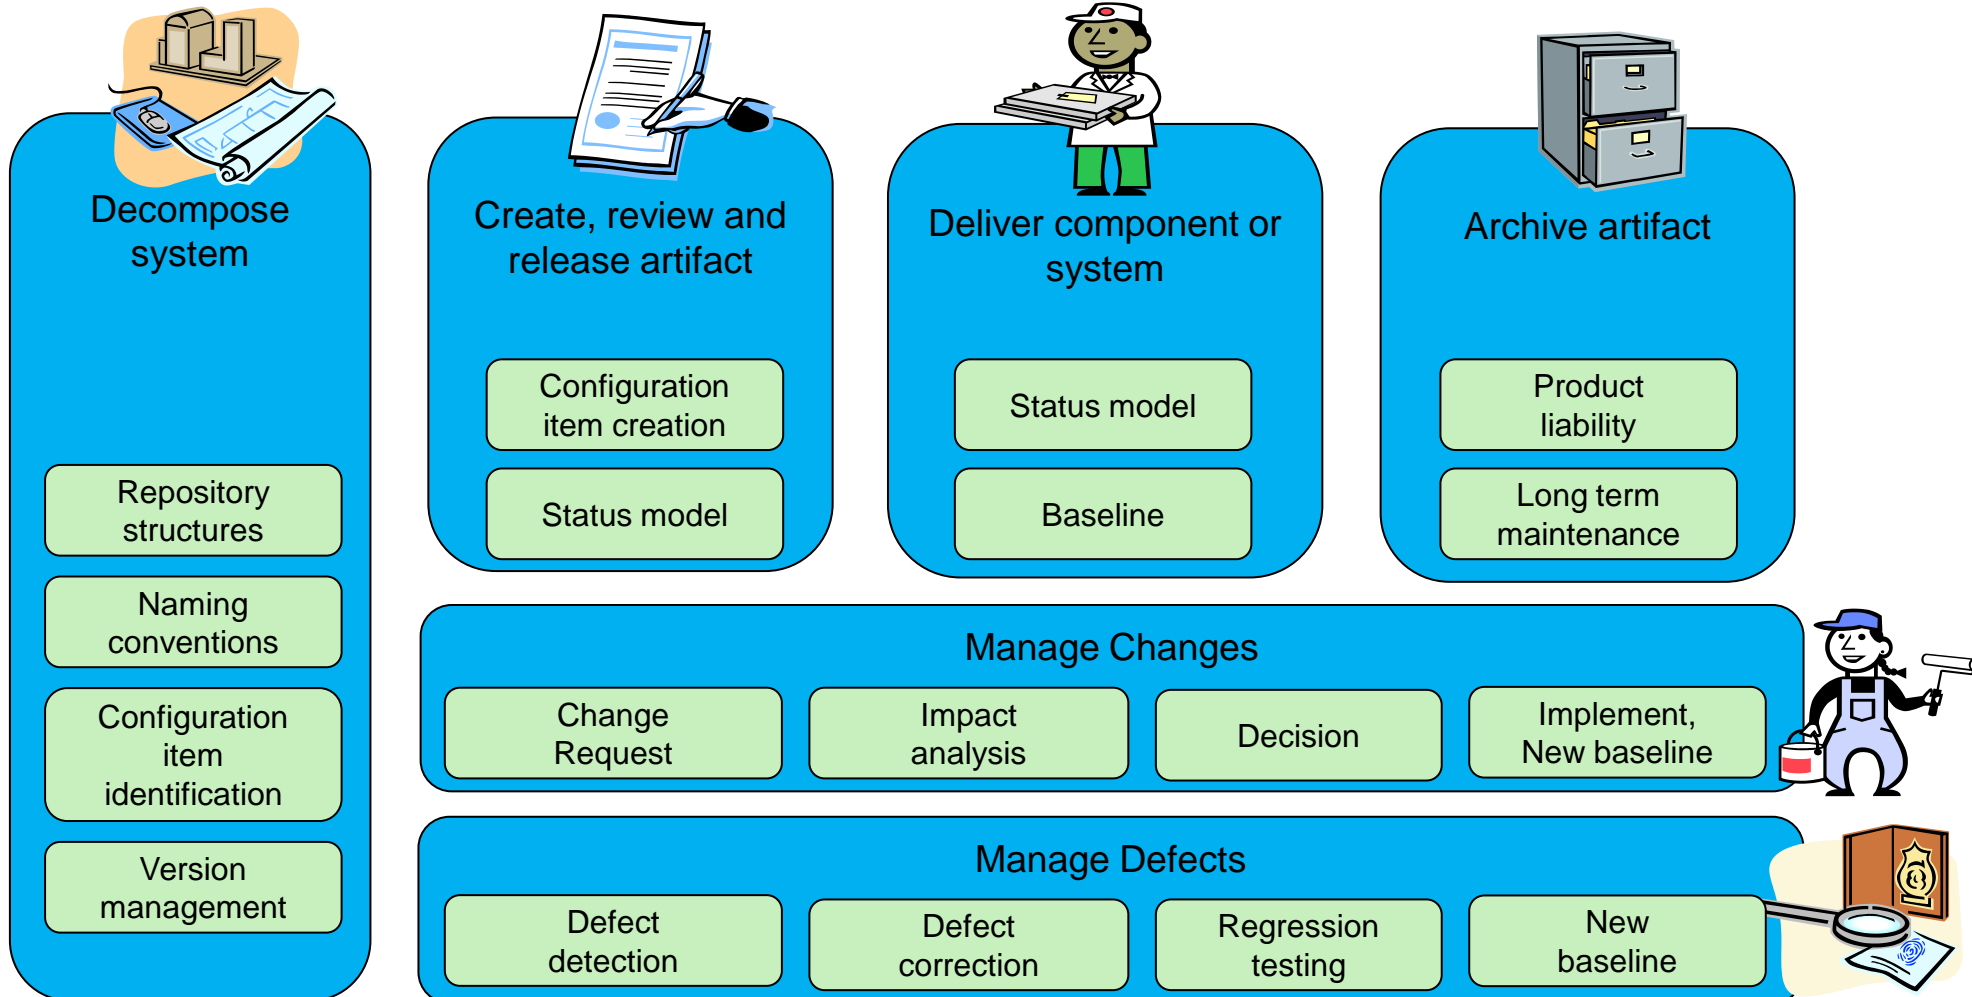 Decompose
system
Repository
structures
Naming
conventions
Configuration
item
identification
Version
management
Create, review and
release artifact
Configuration
item creation
Status model
Deliver component or
system
Status model
Baseline
Archive artifact
Product
liability
Long term
maintenance
Manage Changes
Change
Request
Impact
analysis
Decision
Implement,
New baseline
Manage Defects
Defect
detection
Defect
correction
Regression
testing
New
baseline